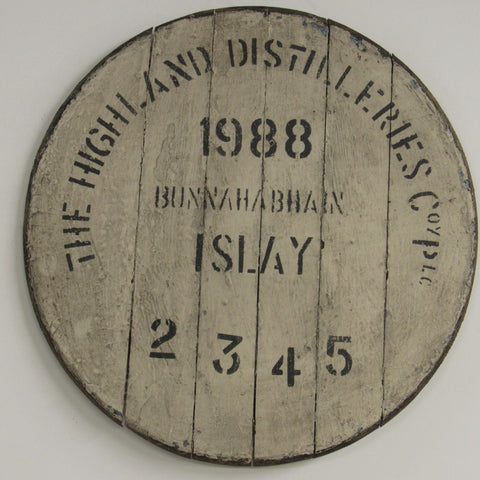 THE HIGHLAND DISTILLERIES Coy PLC
1988
BUNNAHABHAIN
ISLAY
2 3 4 5